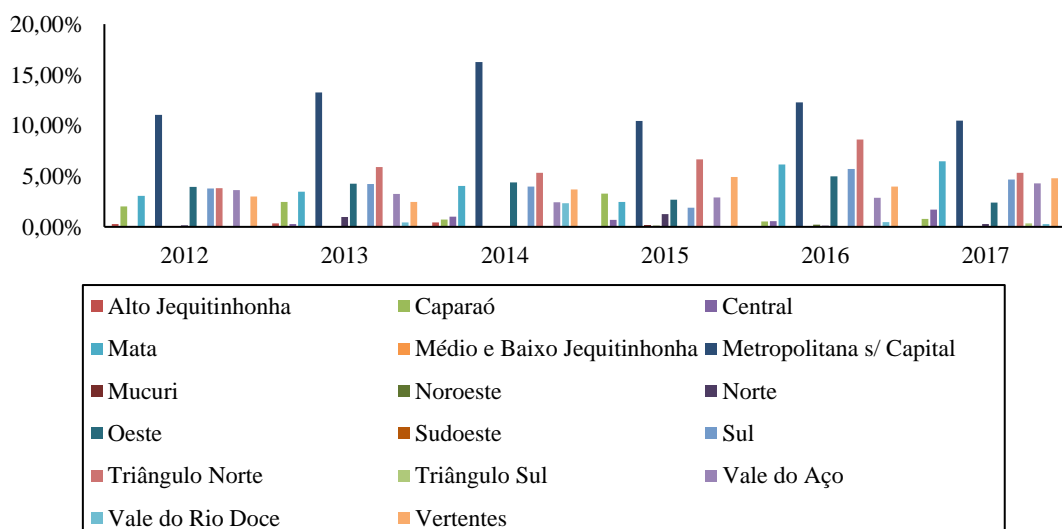 20,00%
15,00%
10,00%
5,00%
0,00%
2012 2013 2014 2015 2016 2017
Alto Jequitinhonha Caparaó Central
Mata Médio e Baixo Jequitinhonha Metropolitana s/ Capital
Mucuri Noroeste Norte
Oeste Sudoeste Sul
Triângulo Norte Triângulo Sul Vale do Aço
Vale do Rio Doce Vertentes